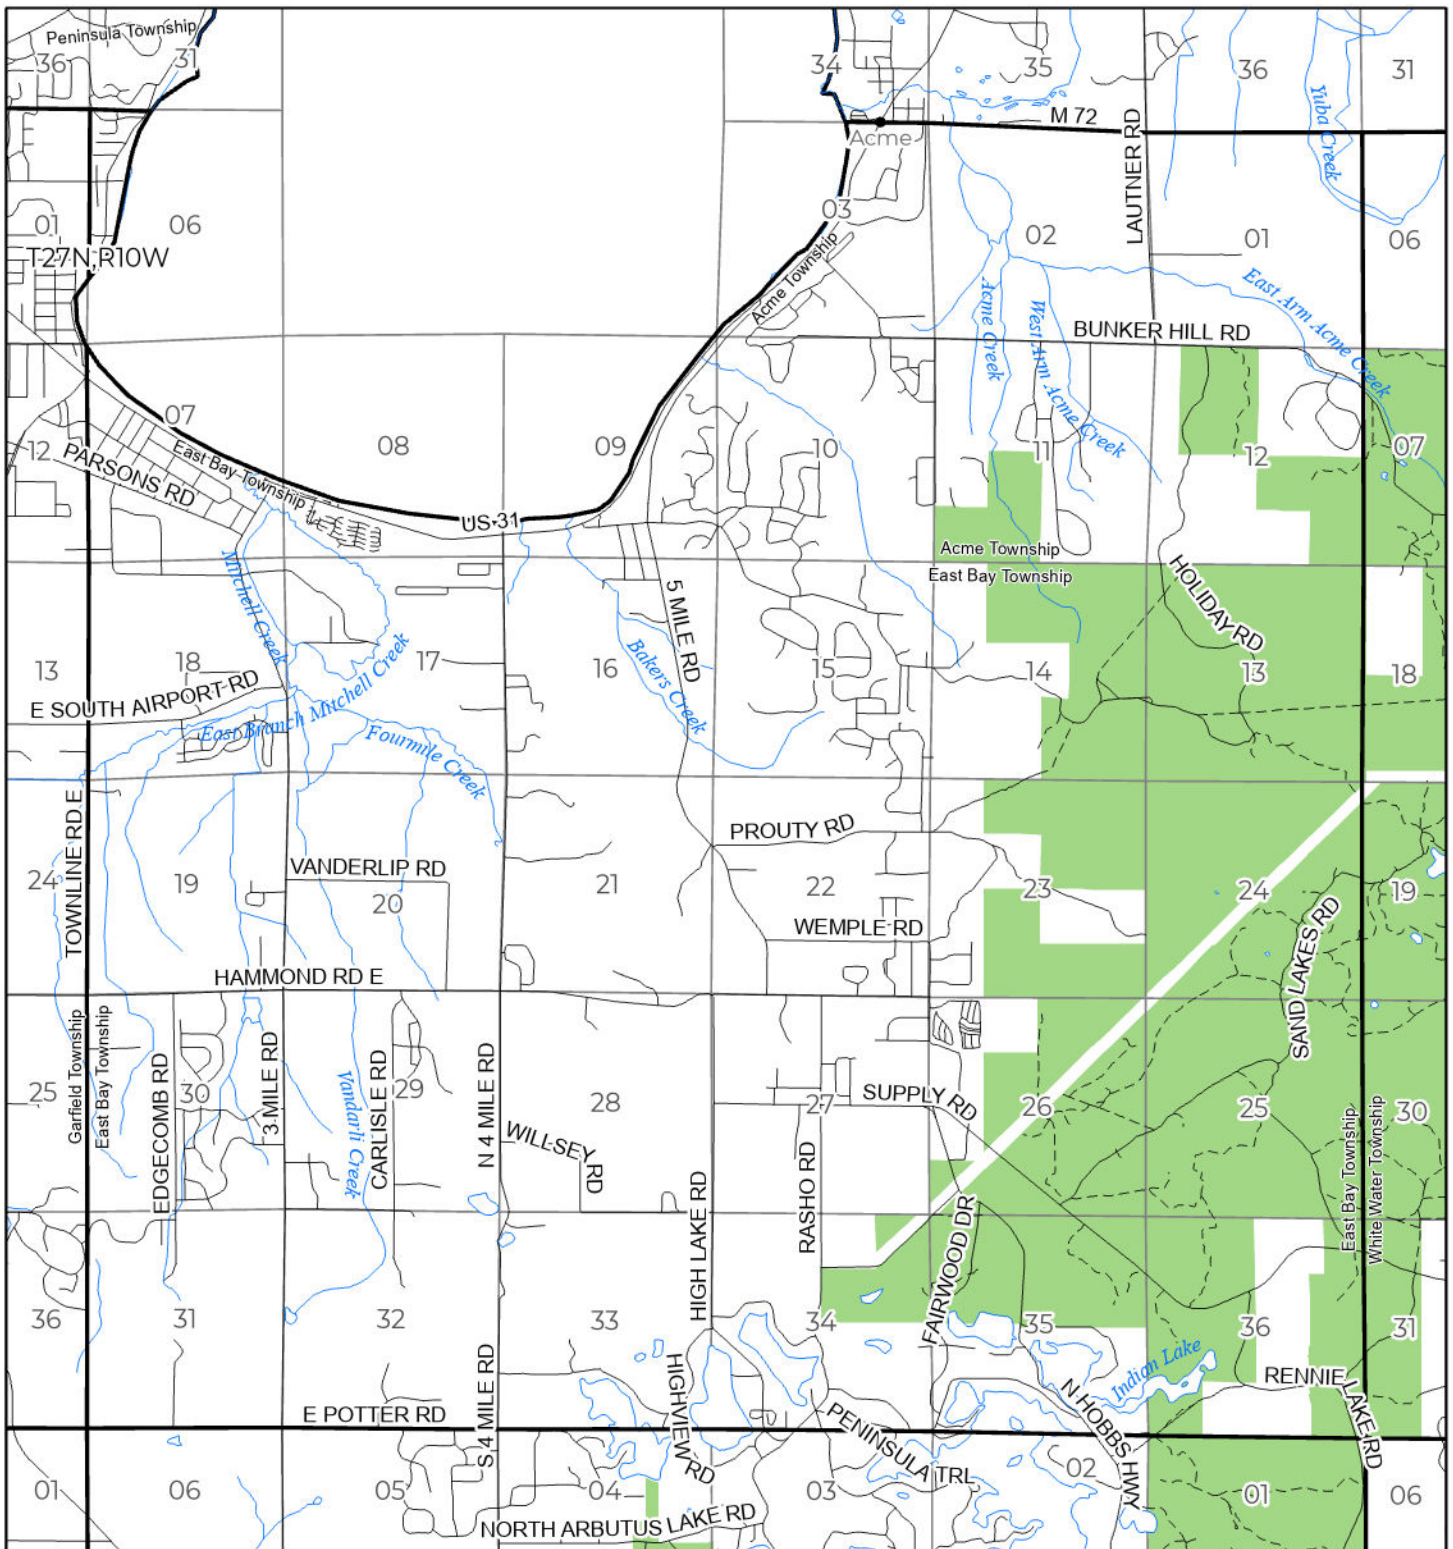 Peninsula Township
36
31
34
35
36
31
Yuba Creek
M 72
Acme
LAUTNER RD
01
06
03
02
01
06
T27N,R10W
Acme Township
East Arm Acme Creek
Acme Creek
West Arm Acme Creek
BUNKER HILL RD
07
12
PARSONS RD
East Bay Township
08
09
10
11
12
07
US-31
Acme Township
East Bay Township
Mitchell Creek
5 MILE RD
HOLIDAY RD
13
18
17
16
Bakers Creek
15
14
13
18
E SOUTH AIRPORT RD
East Branch Mitchell Creek
Fourmile Creek
TOWNLINE RD E
PROUTY RD
VANDERLIP RD
24
19
20
21
22
23
24
19
WEMPLE RD
SAND LAKES RD
HAMMOND RD E
Garfield Township
East Bay Township
25
EDGECOMB RD
30
3 MILE RD
Vandarli Creek
CARLISLE RD
29
N 4 MILE RD
28
WILLSEY RD
27
SUPPLY RD
26
25
30
East Bay Township
White Water Township
RASHO RD
HIGH LAKE RD
FAIRWOOD DR
36
31
32
33
34
35
36
31
Indian Lake
RENNIE LAKE RD
S 4 MILE RD
HIGHVIEW RD
N HOBBS HWY
E POTTER RD
PENINSULA TRL
01
06
05
04
03
02
01
06
NORTH ARBUTUS LAKE RD